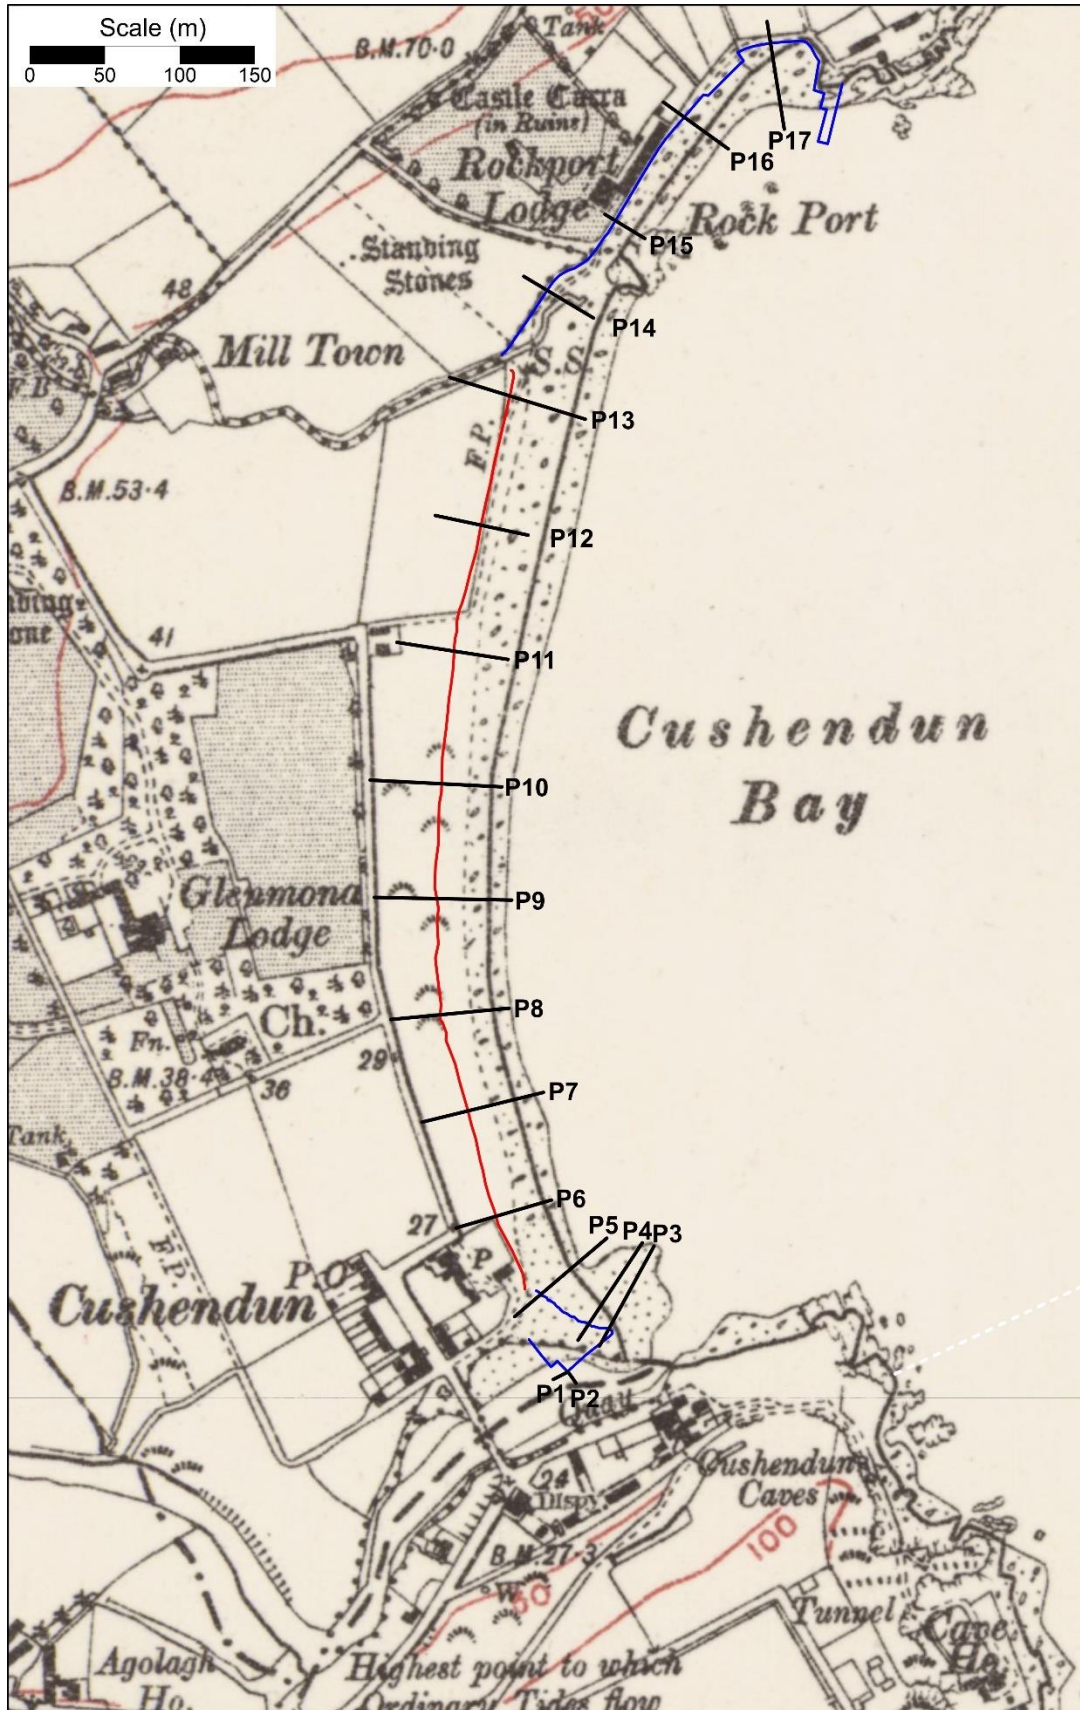 Scale (m)
0 50 100 150
50
Tank
B.M.70·0
Castle Carra
(in Ruins)
P17
P16
Rockport
Lodge
Rock Port
P15
Standing
Stones
48
P14
Mill Town
S.S.
F.B
P13
F.P.
B.M.53·4
P12
41
P11
Cushendun
Bay
P10
Glenmona
Lodge
P9
P8
Ch.
Fn.
29
B.M.38·4
36
P7
Tank
P6
27
P5 P4 P3
F.P.
P
P.O
Cushendun
P1 P2
Quay
Cushendun
Caves
24
Dispy
B.M.27·3
100
W
50
Tunnel
Cave
Ho.
Agolagh
Ho.
Highest point to which
Ordinary Tides flow